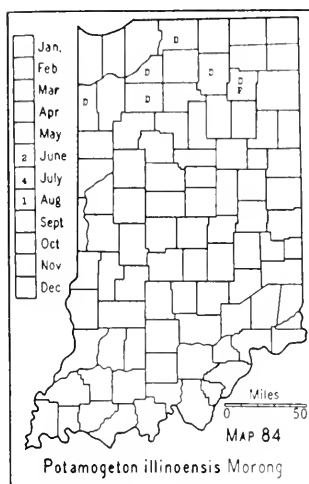 Jan.
Feb
Mar
Apr
May
2 June
4 July
1 Aug
Sept
Oct
Nov
Dec
D
D D D
D D F
Miles
0 50
MAP 84
Potamogeton illinoensis Morong